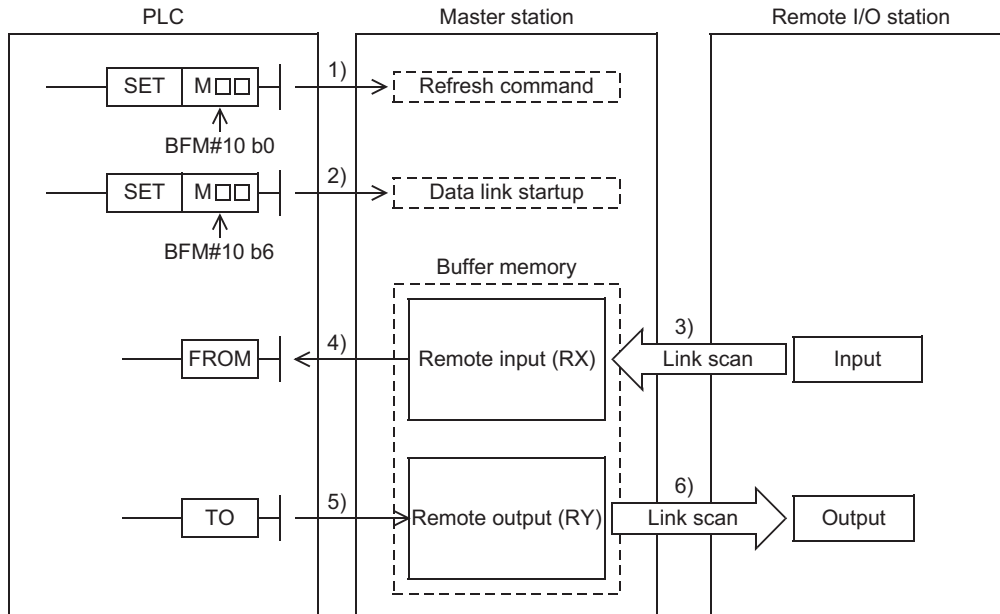 PLC
Master station
Remote I/O station
SET M□□
1)
Refresh command
BFM#10 b0
SET M□□
2)
Data link startup
BFM#10 b6
Buffer memory
3)
FROM
4)
Remote input (RX)
Link scan
Input
TO
5)
Remote output (RY)
6)
Link scan
Output